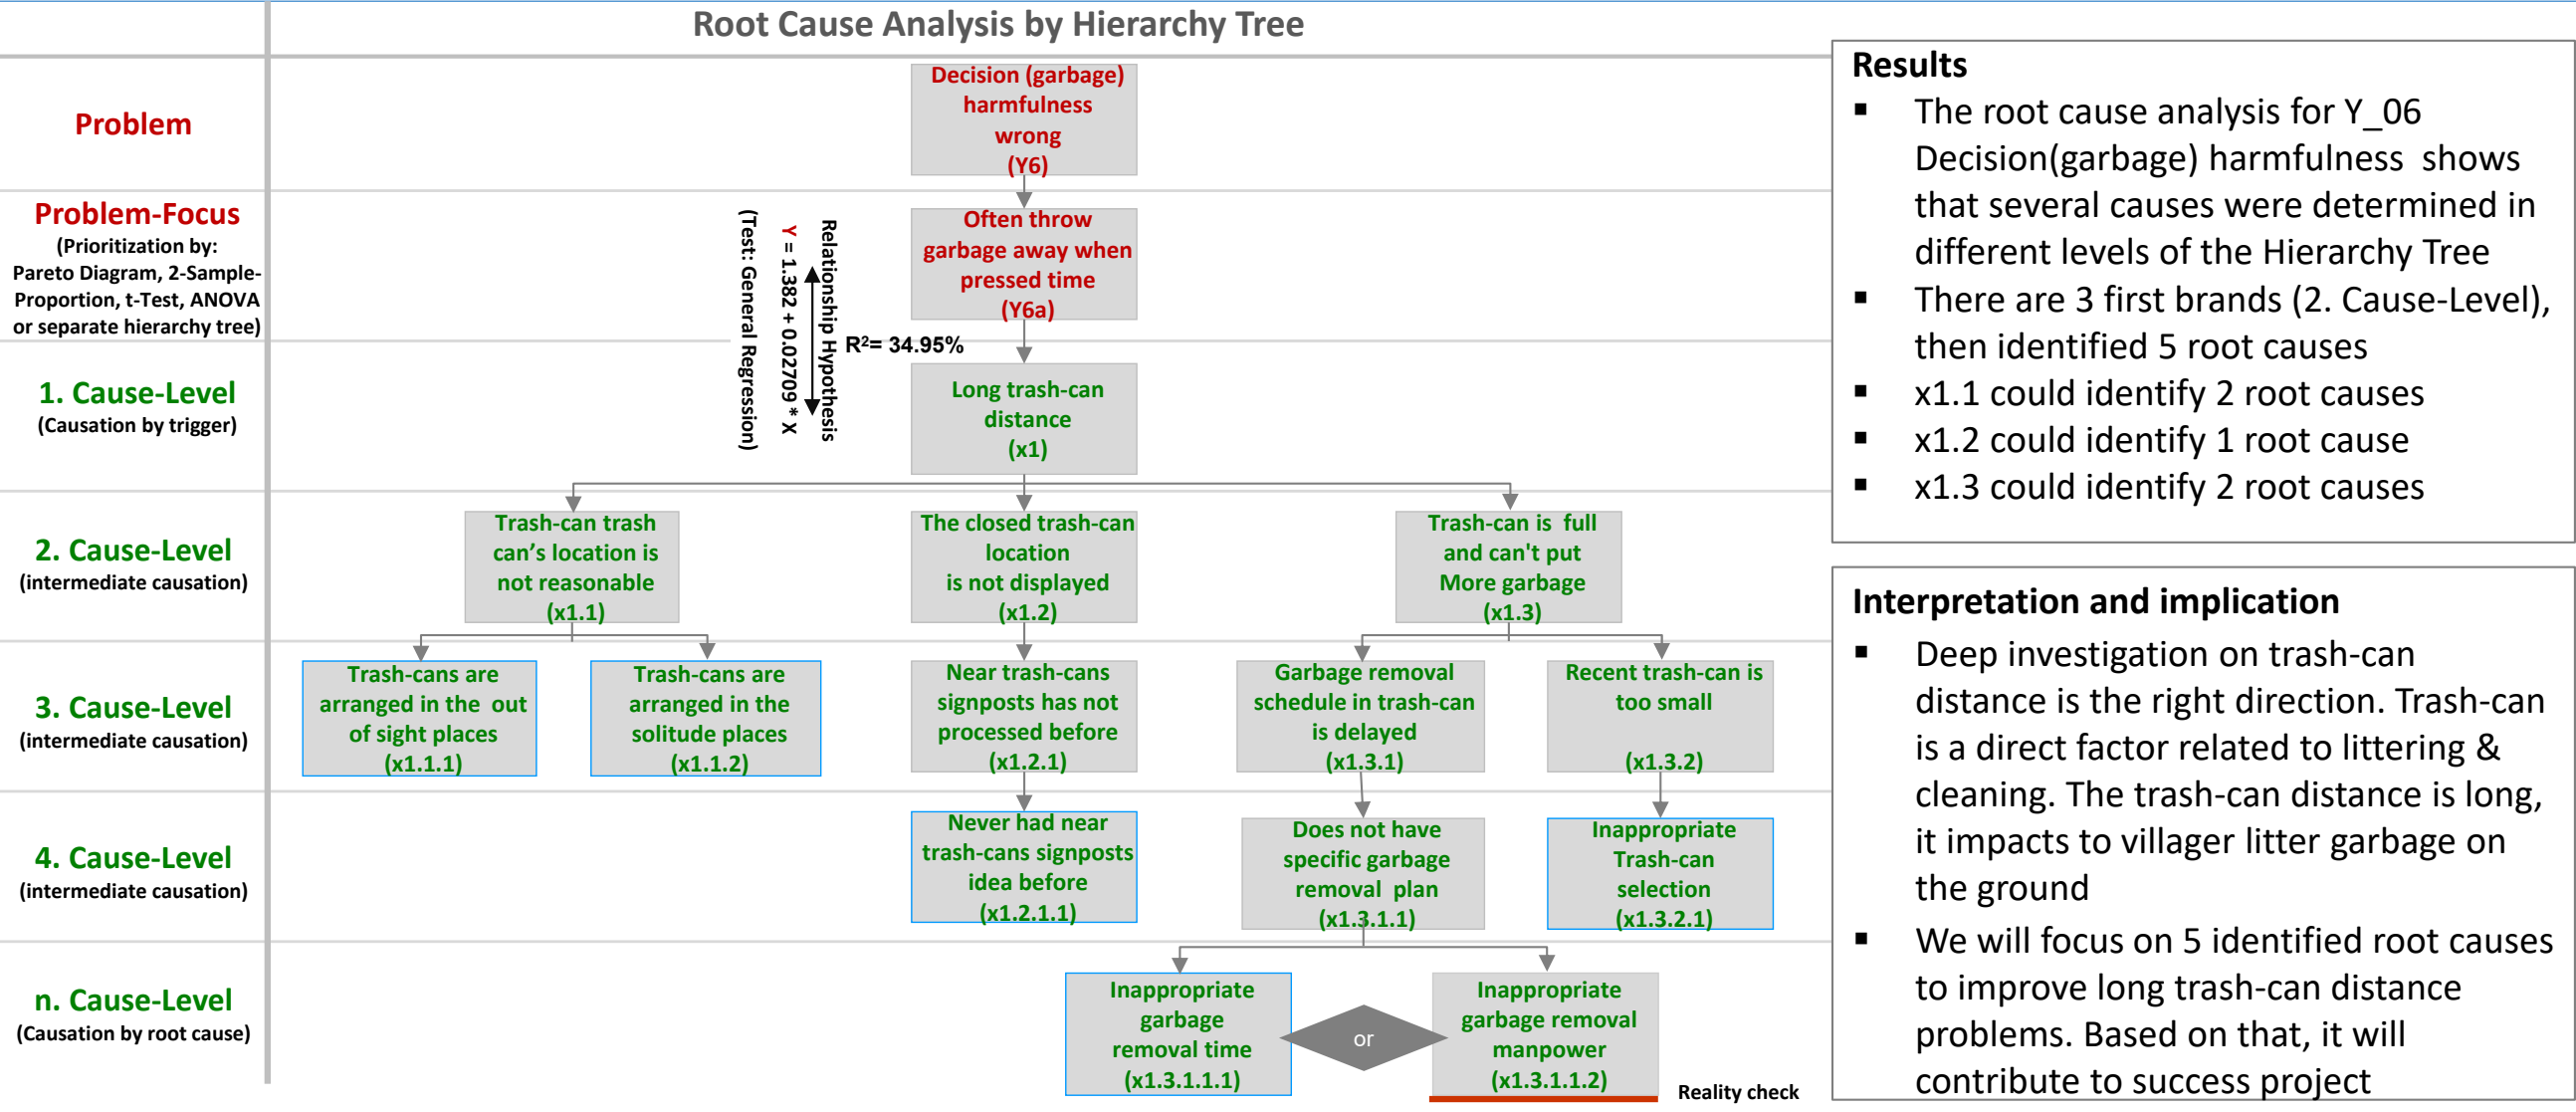 Root Cause Analysis by Hierarchy Tree
Problem
Decision (garbage)
harmfulness
wrong
(Y6)
Problem-Focus
(Prioritization by:
Pareto Diagram, 2-Sample-
Proportion, t-Test, ANOVA
or separate hierarchy tree)
Often throw
garbage away when
pressed time
(Y6a)
Relationship Hypothesis
Y = 1.382 + 0.02709 * X
(Test: General Regression)
R²= 34.95%
1. Cause-Level
(Causation by trigger)
Long trash-can
distance
(x1)
2. Cause-Level
(intermediate causation)
Trash-can trash
can’s location is
not reasonable
(x1.1)
The closed trash-can
location
is not displayed
(x1.2)
Trash-can is full
and can't put
More garbage
(x1.3)
3. Cause-Level
(intermediate causation)
Trash-cans are
arranged in the out
of sight places
(x1.1.1)
Trash-cans are
arranged in the
solitude places
(x1.1.2)
Near trash-cans
signposts has not
processed before
(x1.2.1)
Garbage removal
schedule in trash-can
is delayed
(x1.3.1)
Recent trash-can is
too small
(x1.3.2)
4. Cause-Level
(intermediate causation)
Never had near
trash-cans signposts
idea before
(x1.2.1.1)
Does not have
specific garbage
removal plan
(x1.3.1.1)
Inappropriate
Trash-can
selection
(x1.3.2.1)
n. Cause-Level
(Causation by root cause)
Inappropriate
garbage
removal time
(x1.3.1.1.1)
or
Inappropriate
garbage removal
manpower
(x1.3.1.1.2)
Reality check
Results
▪ The root cause analysis for Y_06
Decision(garbage) harmfulness shows
that several causes were determined in
different levels of the Hierarchy Tree
▪ There are 3 first brands (2. Cause-Level),
then identified 5 root causes
▪ x1.1 could identify 2 root causes
▪ x1.2 could identify 1 root cause
▪ x1.3 could identify 2 root causes
Interpretation and implication
▪ Deep investigation on trash-can
distance is the right direction. Trash-can
is a direct factor related to littering &
cleaning. The trash-can distance is long,
it impacts to villager litter garbage on
the ground
▪ We will focus on 5 identified root causes
to improve long trash-can distance
problems. Based on that, it will
contribute to success project